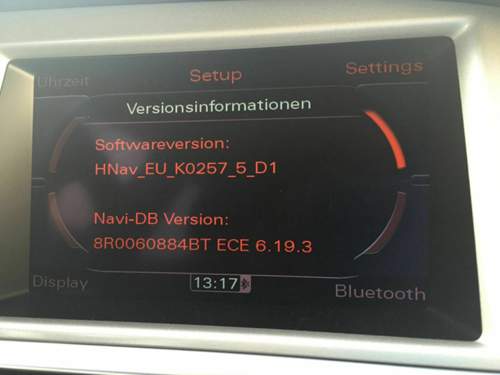 Uhrzeit Setup Settings
Versionsinformationen
Softwareversion:
HNav_EU_K0257_5_D1
Navi-DB Version:
8R0060884BT ECE 6.19.3
Display 13:17 Bluetooth